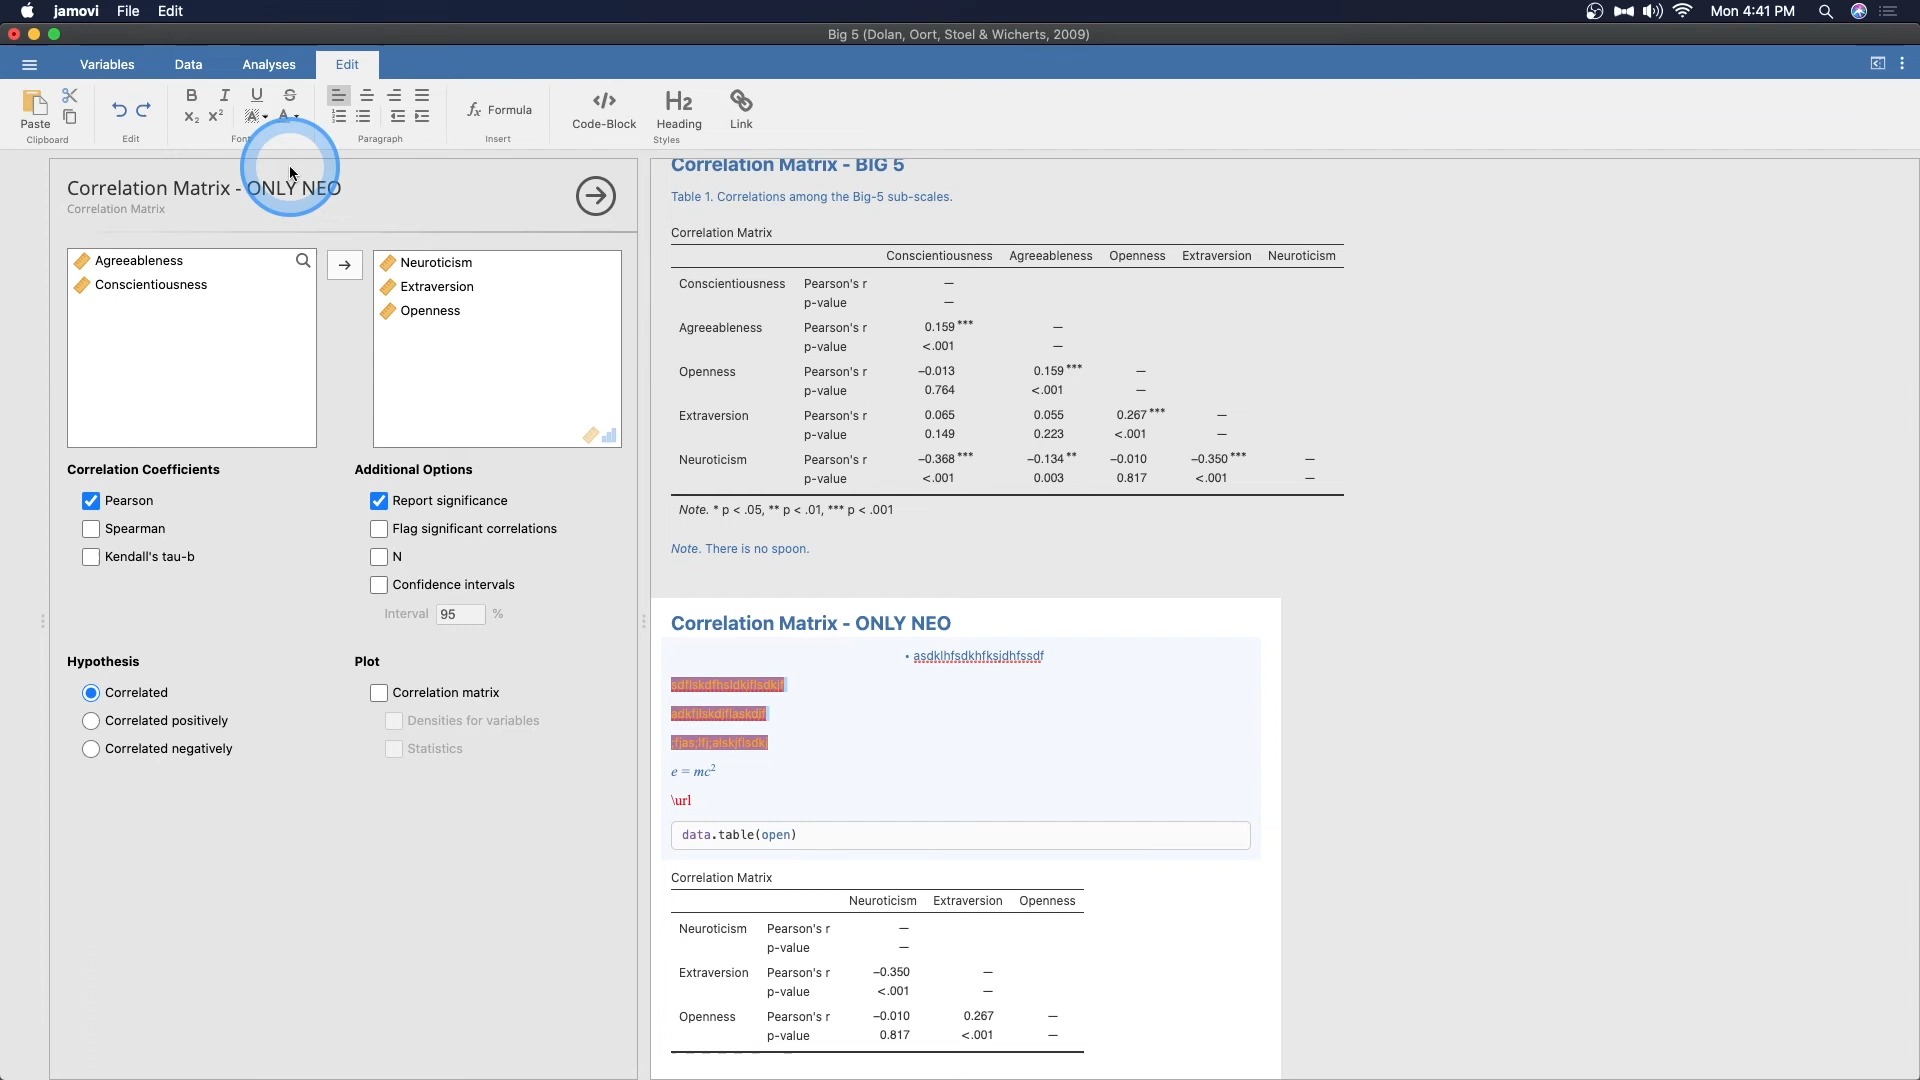 jamovi File Edit Mon 4:41 PM
Big 5 (Dolan, Oort, Stoel & Wicherts, 2009)
Variables Data Analyses Edit
B I U S
X₂ X² A A
Paste fx Formula Code-Block H2 Heading Link
Clipboard Edit Font Paragraph Insert Styles
Correlation Matrix - ONLY NEO
Correlation Matrix
Agreeableness
Conscientiousness
Neuroticism
Extraversion
Openness
Correlation Coefficients
Pearson
Spearman
Kendall's tau-b
Additional Options
Report significance
Flag significant correlations
N
Confidence intervals
Interval 95 %
Hypothesis
Correlated
Correlated positively
Correlated negatively
Plot
Correlation matrix
Densities for variables
Statistics
Correlation Matrix - BIG 5
Table 1. Correlations among the Big-5 sub-scales.
Correlation Matrix
Conscientiousness Agreeableness Openness Extraversion Neuroticism
Conscientiousness Pearson's r —
p-value —
Agreeableness Pearson's r 0.159 *** —
p-value <.001 —
Openness Pearson's r −0.013 0.159 *** —
p-value 0.764 <.001 —
Extraversion Pearson's r 0.065 0.055 0.267 *** —
p-value 0.149 0.223 <.001 —
Neuroticism Pearson's r −0.368 *** −0.134 ** −0.010 −0.350 *** —
p-value <.001 0.003 0.817 <.001 —
Note. * p < .05, ** p < .01, *** p < .001
Note. There is no spoon.
Correlation Matrix - ONLY NEO
• asdklhfsdkhfksjdhfssdf
e = mc²
\url
data.table(open)
Correlation Matrix
Neuroticism Extraversion Openness
Neuroticism Pearson's r —
p-value —
Extraversion Pearson's r −0.350 —
p-value <.001 —
Openness Pearson's r −0.010 0.267 —
p-value 0.817 <.001 —